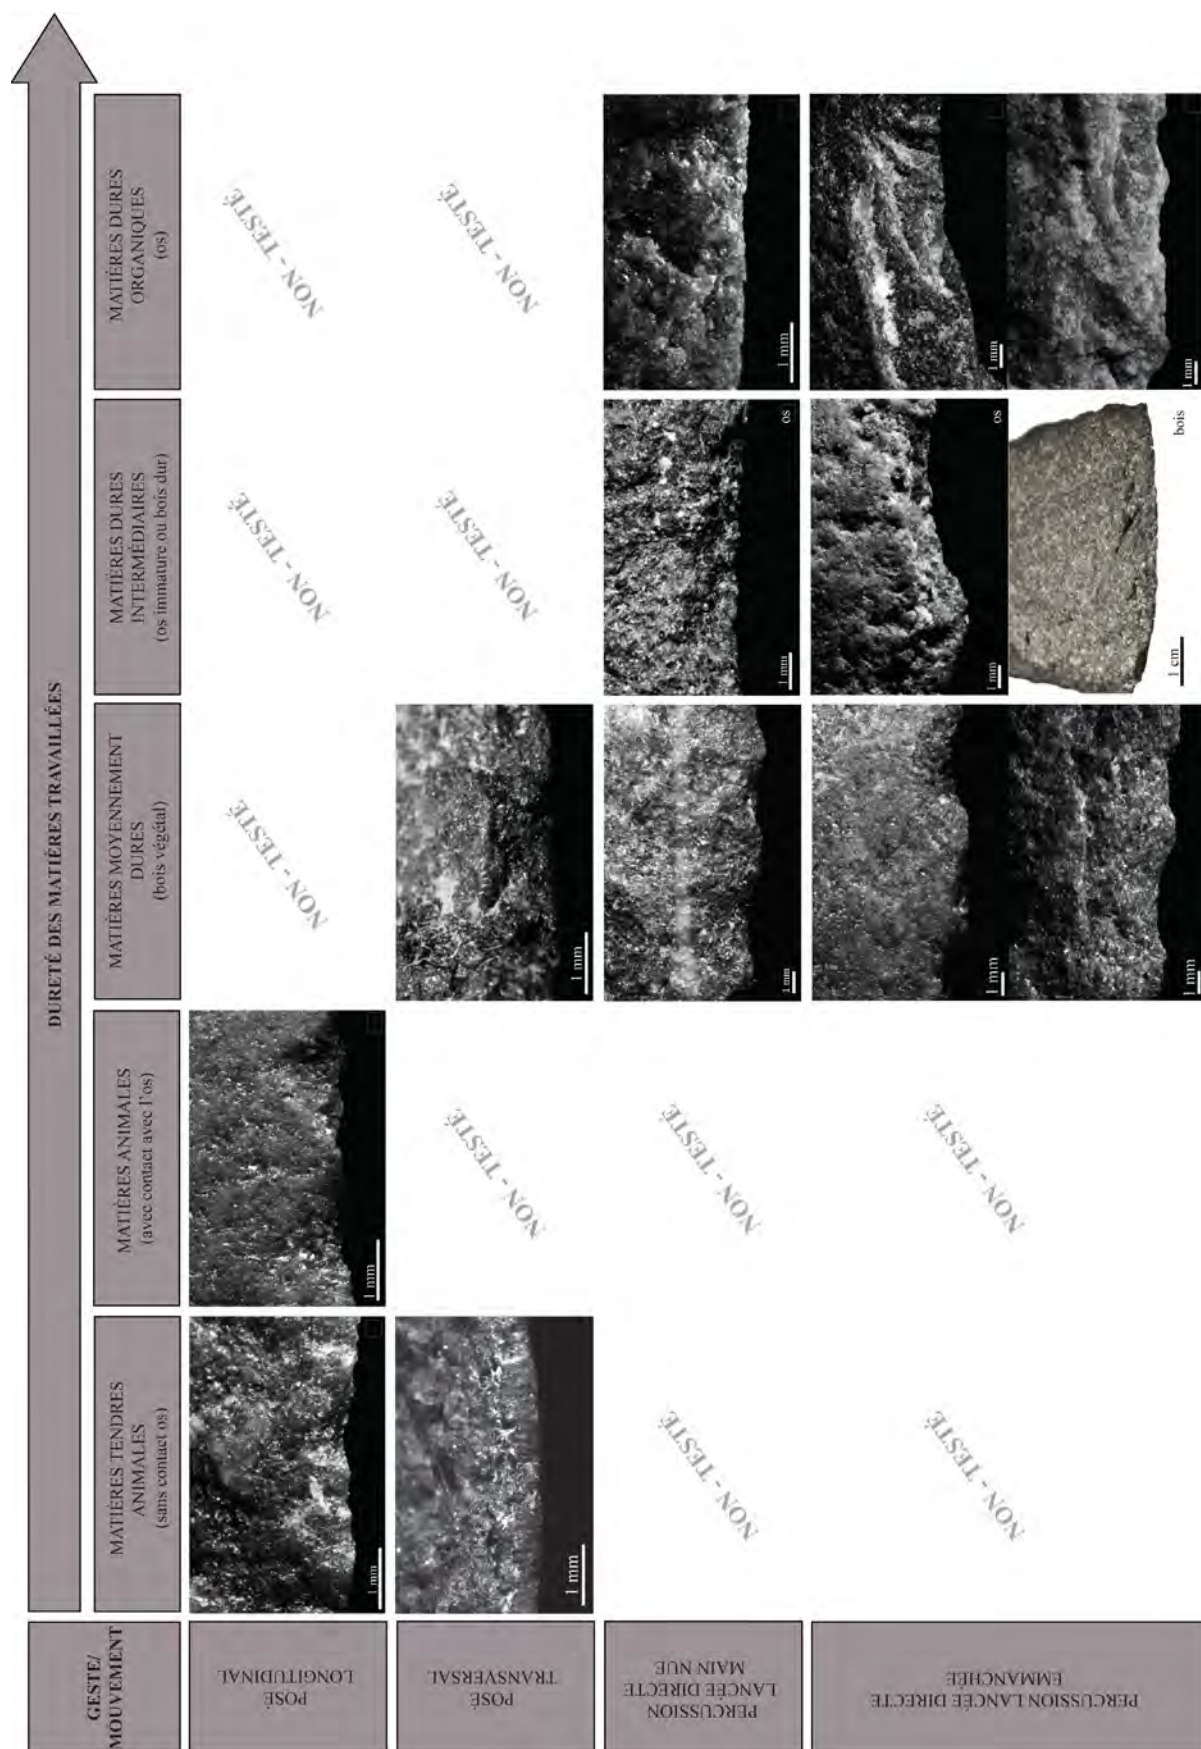 DURETÉ DES MATIÈRES TRAVAILLÉES
GESTE/
MOUVEMENT
MATIÈRES TENDRES
ANIMALES
(sans contact os)
MATIÈRES ANIMALES
(avec contact avec l'os)
MATIÈRES MOYENNEMENT
DURES
(bois végétal)
MATIÈRES DURES
INTERMÉDIAIRES
(os immature ou bois dur)
MATIÈRES DURES
ORGANIQUES
(os)
POSÉ
LONGITUDINAL
1 mm
1 mm
NON - TESTÉ
NON - TESTÉ
NON - TESTÉ
POSÉ
TRANSVERSAL
1 mm
NON - TESTÉ
1 mm
NON - TESTÉ
NON - TESTÉ
PERCUSSION
LANCÉE DIRECTE
MAIN NUE
NON - TESTÉ
NON - TESTÉ
1 mm
1 mm
os
1 mm
PERCUSSION LANCÉE DIRECTE
EMMANCHÉE
NON - TESTÉ
NON - TESTÉ
1 mm
1 mm
os
1 mm
1 mm
1 cm
bois
1 mm